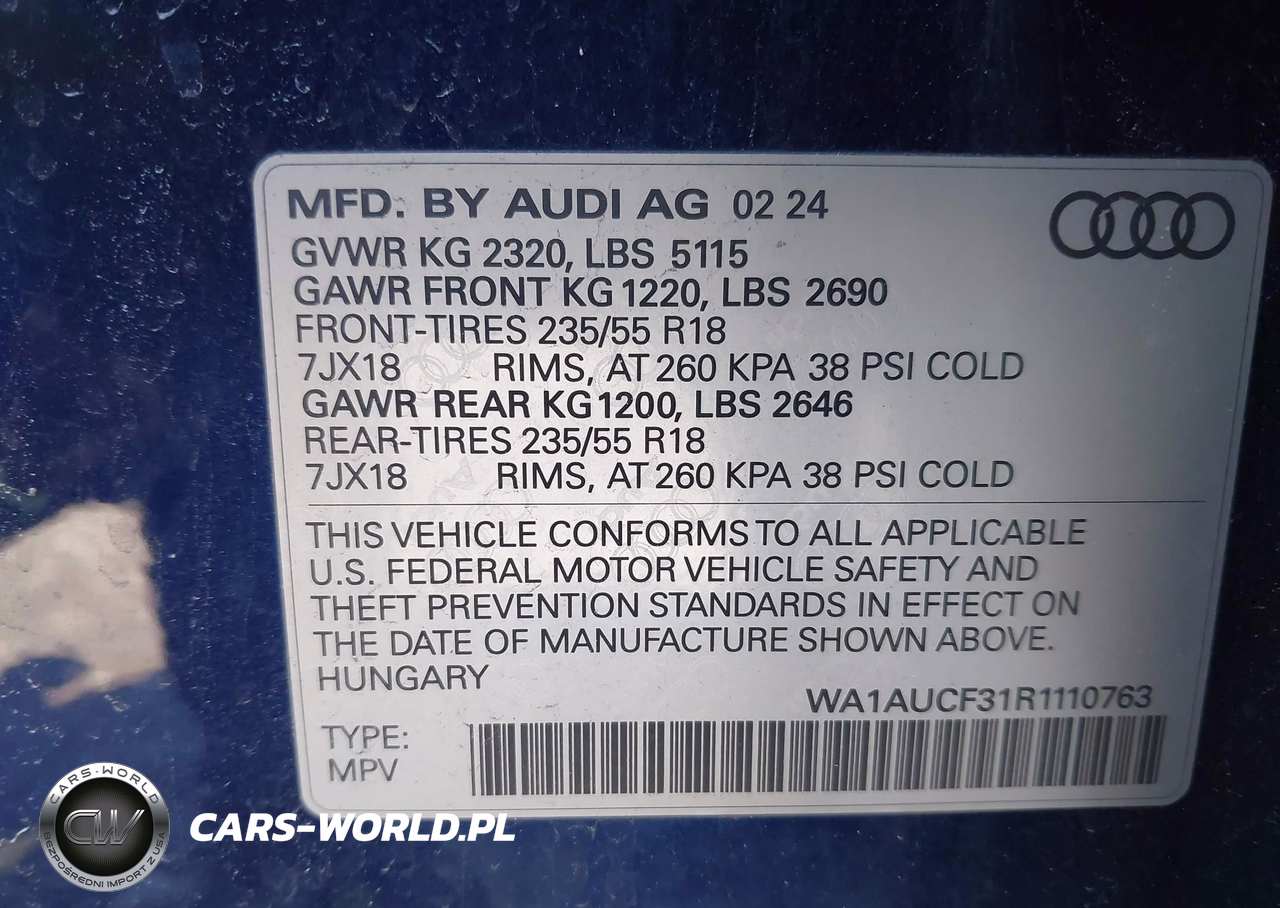 MFD. BY AUDI AG 02 24
GVWR KG 2320, LBS 5115
GAWR FRONT KG 1220, LBS 2690
FRONT-TIRES 235/55 R18
7JX18 RIMS, AT 260 KPA 38 PSI COLD
GAWR REAR KG 1200, LBS 2646
REAR-TIRES 235/55 R18
7JX18 RIMS, AT 260 KPA 38 PSI COLD
THIS VEHICLE CONFORMS TO ALL APPLICABLE
U.S. FEDERAL MOTOR VEHICLE SAFETY AND
THEFT PREVENTION STANDARDS IN EFFECT ON
THE DATE OF MANUFACTURE SHOWN ABOVE.
HUNGARY
WA1AUCF31R1110763
TYPE:
MPV
CARS-WORLD
CW
BEZPOŚREDNI IMPORT Z USA
CARS-WORLD.PL